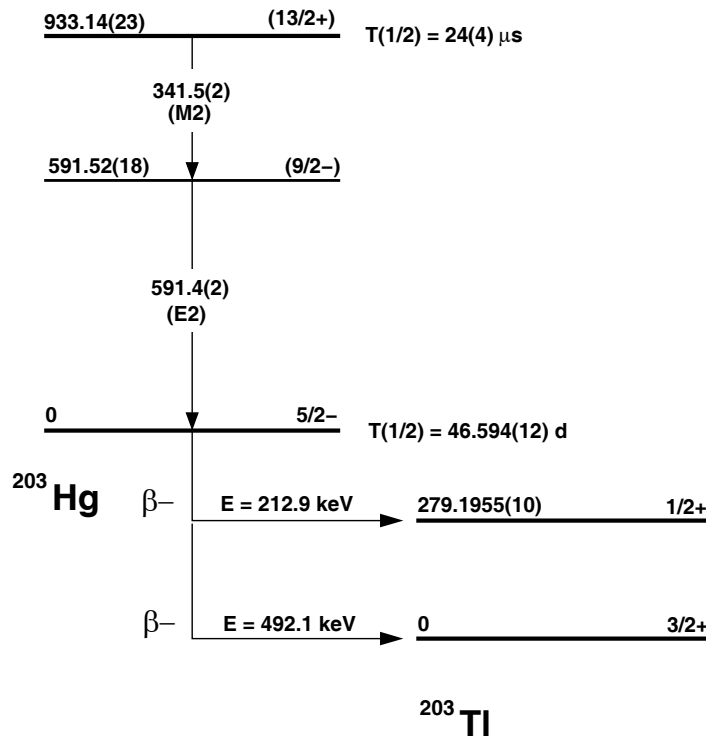 933.14(23) (13/2+)
T(1/2) = 24(4) μs
341.5(2)
(M2)
591.52(18) (9/2−)
591.4(2)
(E2)
0 5/2−
T(1/2) = 46.594(12) d
203Hg
β− E = 212.9 keV 279.1955(10) 1/2+
β− E = 492.1 keV 0 3/2+
203Tl